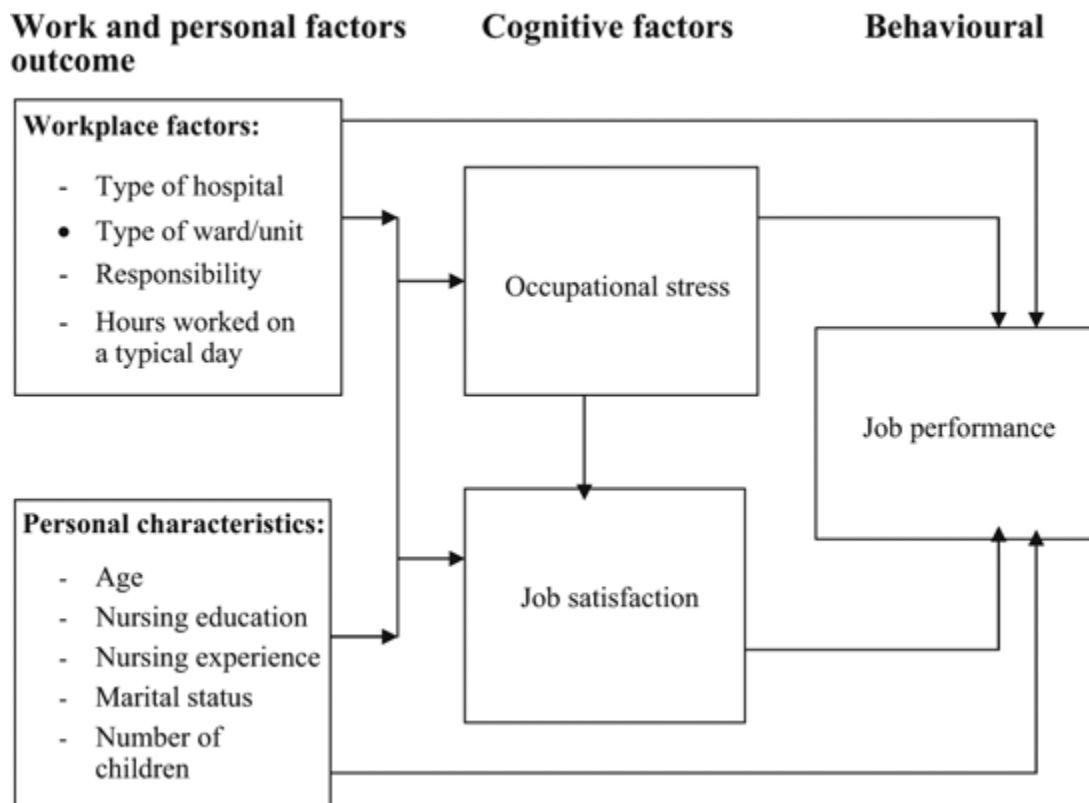 Work and personal factors Cognitive factors Behavioural
outcome
Workplace factors:
- Type of hospital
• Type of ward/unit
- Responsibility
- Hours worked on
a typical day
Occupational stress
Job performance
Personal characteristics:
- Age
- Nursing education
- Nursing experience
- Marital status
- Number of
children
Job satisfaction